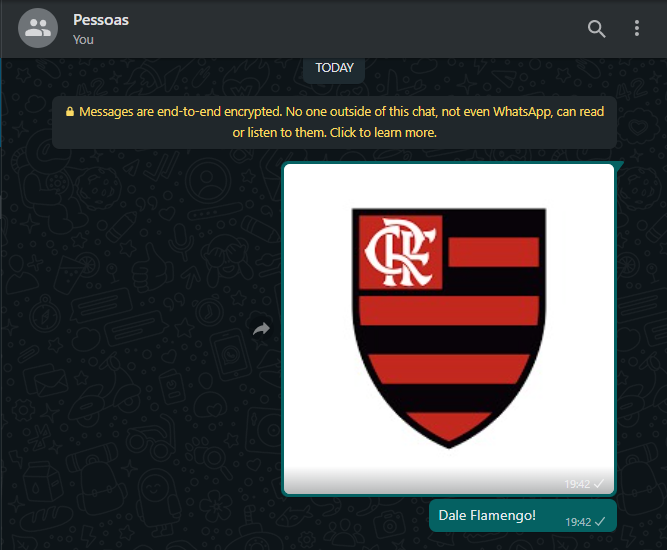 Pessoas
You
TODAY
Messages are end-to-end encrypted. No one outside of this chat, not even WhatsApp, can read
or listen to them. Click to learn more.
CRF
19:42
Dale Flamengo!
19:42